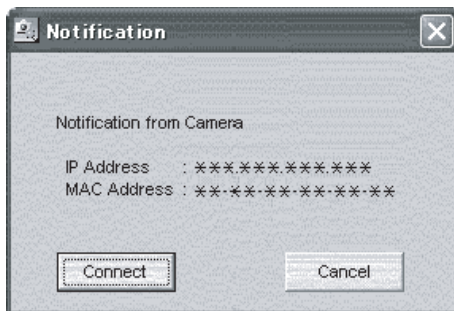 Notification
Notification from Camera
IP Address : ***.***.***.***
MAC Address : **-**-**-**-**-**
Connect Cancel